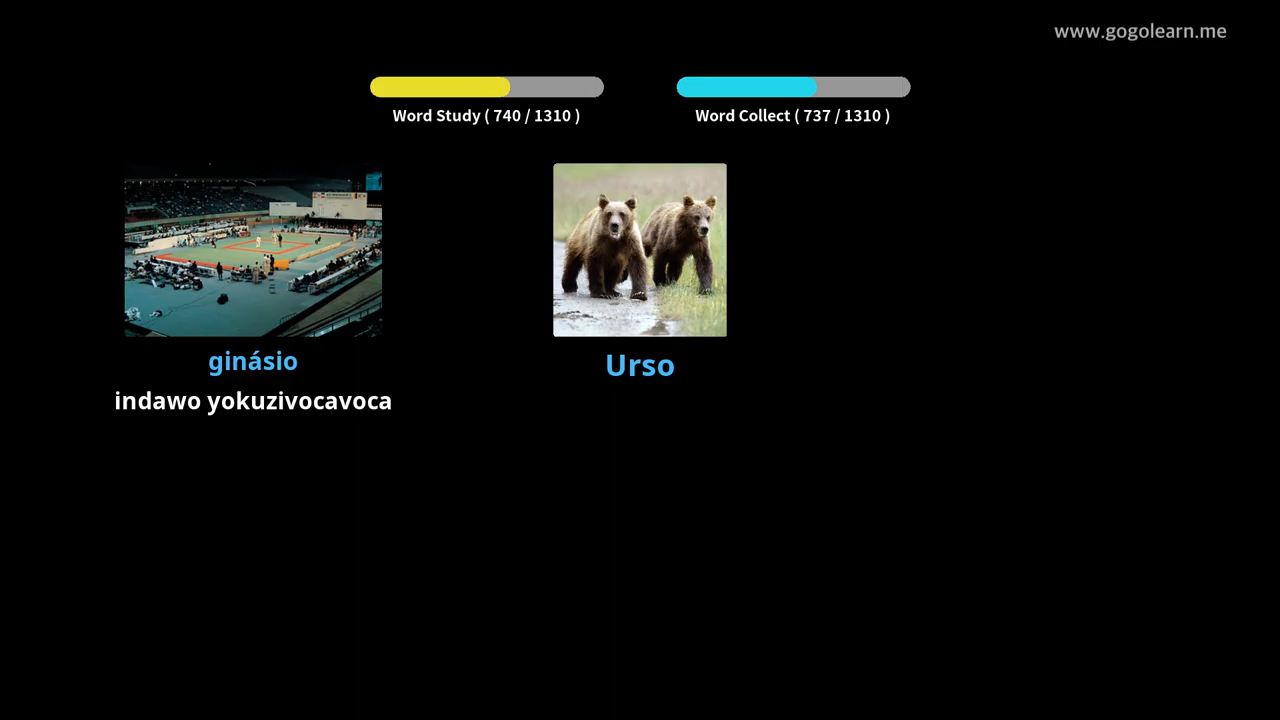 www.gogolearn.me
Word Study ( 740 / 1310 )
Word Collect ( 737 / 1310 )
ginásio
Urso
indawo yokuzivocavoca